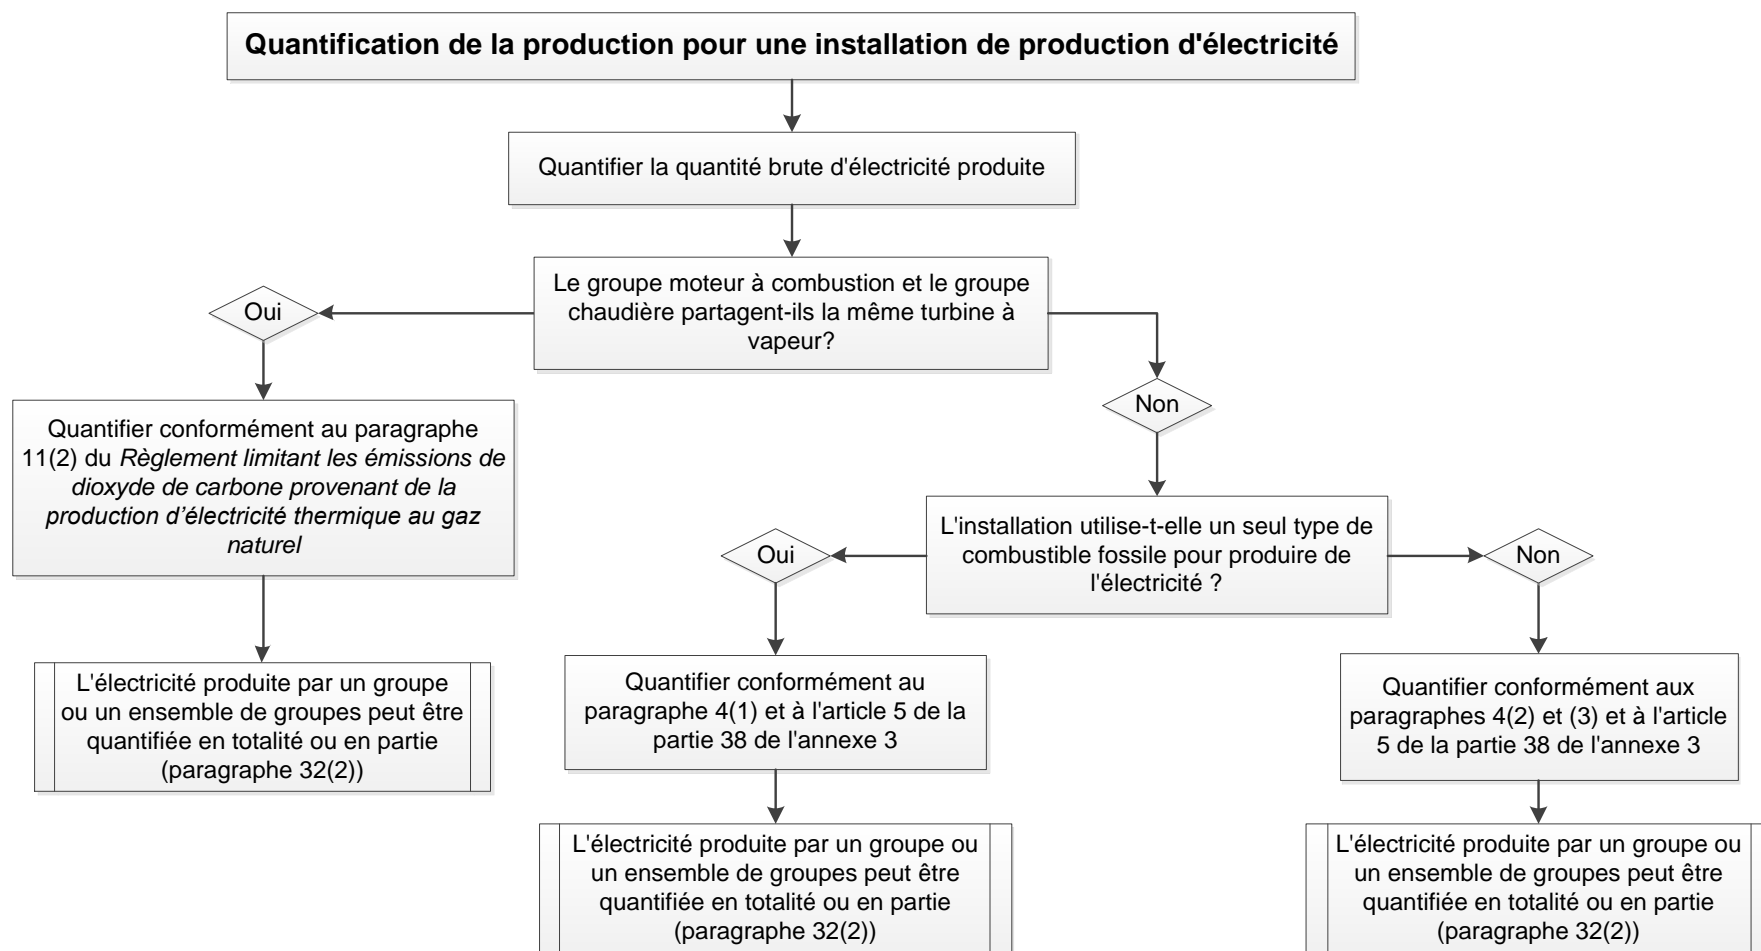 Quantification de la production pour une installation de production d'électricité
Quantifier la quantité brute d'électricité produite
Le groupe moteur à combustion et le groupe
chaudière partagent-ils la même turbine à
vapeur?
Oui
Non
Quantifier conformément au paragraphe
11(2) du Règlement limitant les émissions de
dioxyde de carbone provenant de la
production d’électricité thermique au gaz
naturel
L'installation utilise-t-elle un seul type de
combustible fossile pour produire de
l'électricité ?
Oui
Non
L'électricité produite par un groupe
ou un ensemble de groupes peut être
quantifiée en totalité ou en partie
(paragraphe 32(2))
Quantifier conformément au
paragraphe 4(1) et à l'article 5 de la
partie 38 de l'annexe 3
Quantifier conformément aux
paragraphes 4(2) et (3) et à l'article
5 de la partie 38 de l'annexe 3
L'électricité produite par un groupe ou
un ensemble de groupes peut être
quantifiée en totalité ou en partie
(paragraphe 32(2))
L'électricité produite par un groupe ou
un ensemble de groupes peut être
quantifiée en totalité ou en partie
(paragraphe 32(2))